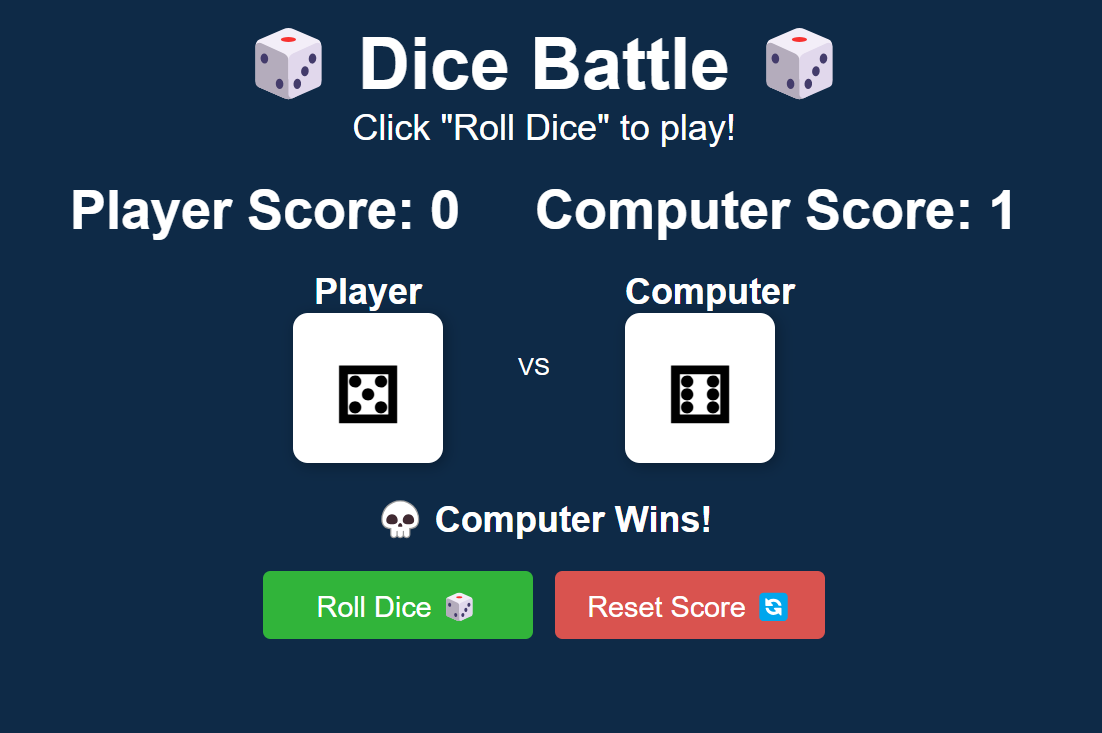 Dice Battle
Click "Roll Dice" to play!
Player Score: 0 Computer Score: 1
Player Computer
VS
Computer Wins!
Roll Dice Reset Score